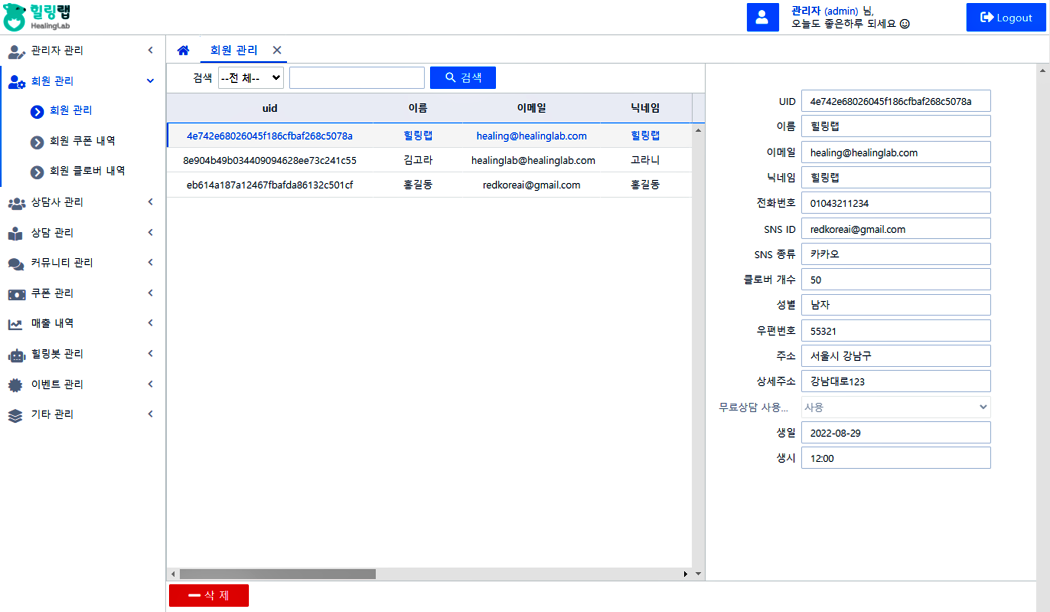 힐링랩
HealingLab
관리자 (admin) 님,
오늘도 좋은하루 되세요
Logout
관리자 관리
회원 관리
회원 관리
회원 쿠폰 내역
회원 클로버 내역
상담사 관리
상담 관리
커뮤니티 관리
쿠폰 관리
매출 내역
힐링봇 관리
이벤트 관리
기타 관리
회원 관리
검색 --전 체-- 검색
uid 이름 이메일 닉네임
4e742e68026045f186cfbaf268c5078a 힐링랩 healing@healinglab.com 힐링랩
8e904b49b034409094628ee73c241c55 김고라 healinglab@healinglab.com 고라니
eb614a187a12467fbafda86132c501cf 홍길동 redkoreai@gmail.com 홍길동
삭 제
UID 4e742e68026045f186cfbaf268c5078a
이름 힐링랩
이메일 healing@healinglab.com
닉네임 힐링랩
전화번호 01043211234
SNS ID redkoreai@gmail.com
SNS 종류 카카오
클로버 개수 50
성별 남자
우편번호 55321
주소 서울시 강남구
상세주소 강남대로123
무료상담 사용... 사용
생일 2022-08-29
생시 12:00